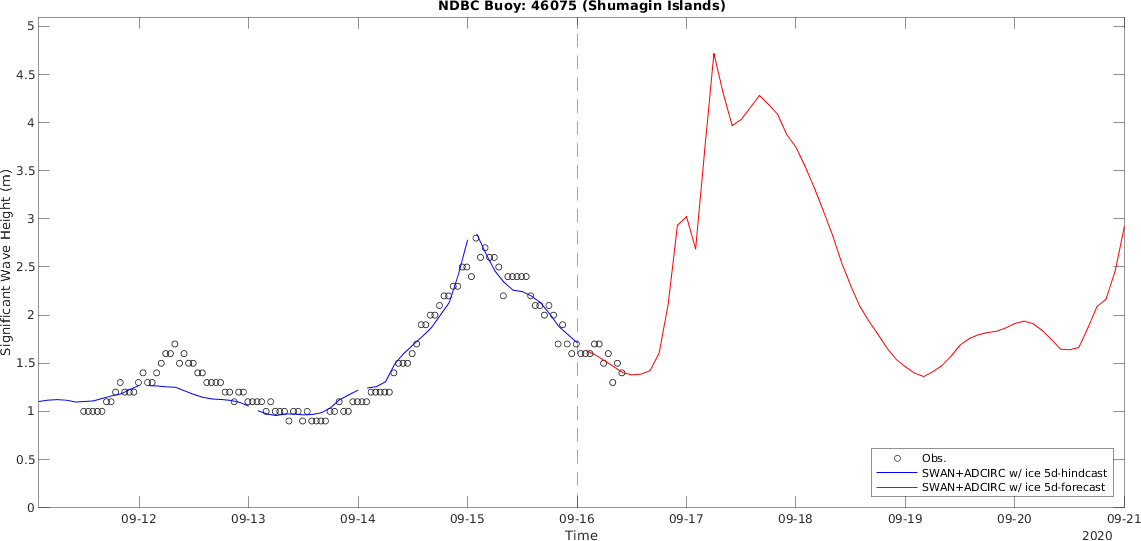 NDBC Buoy: 46075 (Shumagin Islands)
5
4.5
4
3.5
3
2.5
2
1.5
1
0.5
0
Significant Wave Height (m)
Obs.
SWAN+ADCIRC w/ ice 5d-hindcast
SWAN+ADCIRC w/ ice 5d-forecast
09-12 09-13 09-14 09-15 09-16 09-17 09-18 09-19 09-20 09-21
Time
2020